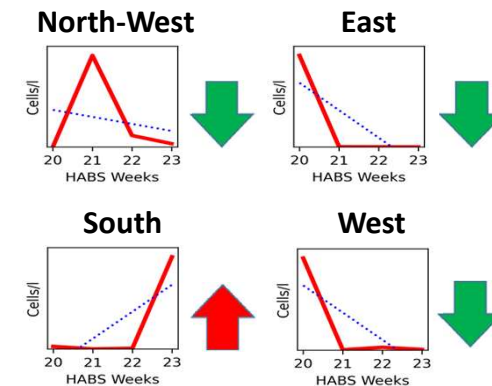 North-West
Cells/l
20 21 22 23
HABS Weeks
East
Cells/l
20 21 22 23
HABS Weeks
South
Cells/l
20 21 22 23
HABS Weeks
West
Cells/l
20 21 22 23
HABS Weeks